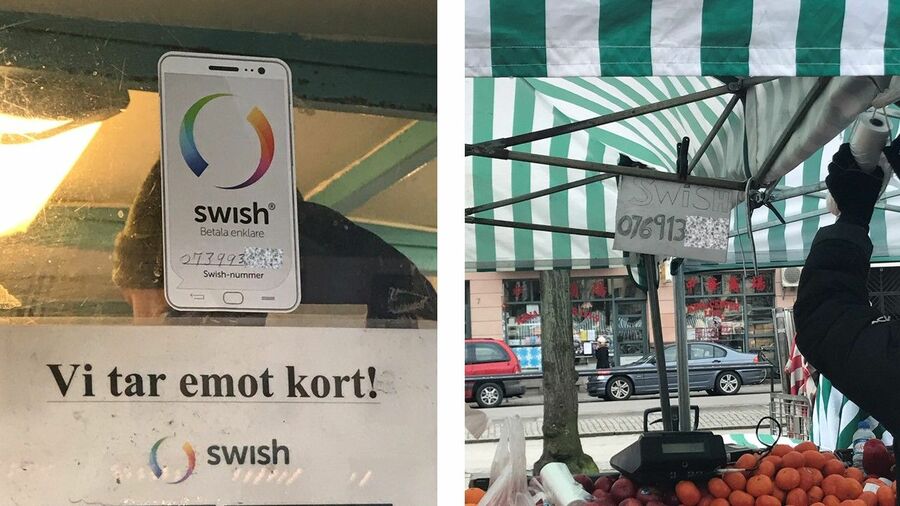 swish®
Betala enklare
073993
Swish-nummer
Vi tar emot kort!
swish
SWiSH
076913